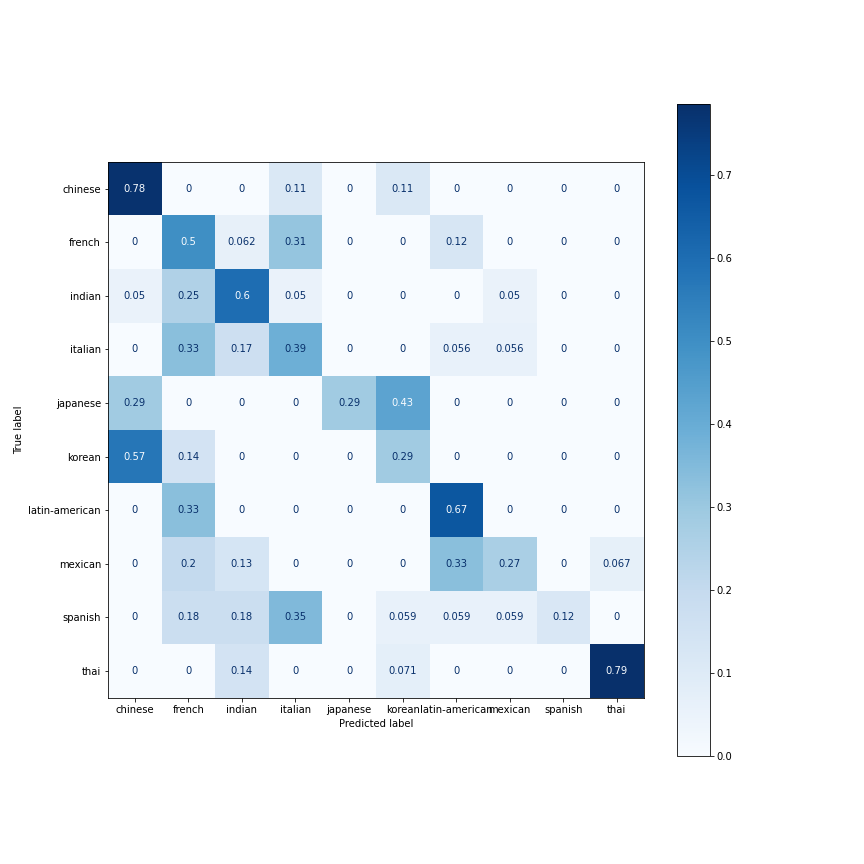 chinese 0.78 0 0 0.11 0 0.11 0 0 0 0
french 0 0.5 0.062 0.31 0 0 0.12 0 0 0
indian 0.05 0.25 0.6 0.05 0 0 0 0.05 0 0
italian 0 0.33 0.17 0.39 0 0 0.056 0.056 0 0
japanese 0.29 0 0 0 0.29 0.43 0 0 0 0
korean 0.57 0.14 0 0 0 0.29 0 0 0 0
latin-american 0 0.33 0 0 0 0 0.67 0 0 0
mexican 0 0.2 0.13 0 0 0 0.33 0.27 0 0.067
spanish 0 0.18 0.18 0.35 0 0.059 0.059 0.059 0.12 0
thai 0 0 0.14 0 0 0.071 0 0 0 0.79
chinese french indian italian japanese korean latin-american mexican spanish thai
Predicted label
True label
0.7
0.6
0.5
0.4
0.3
0.2
0.1
0.0